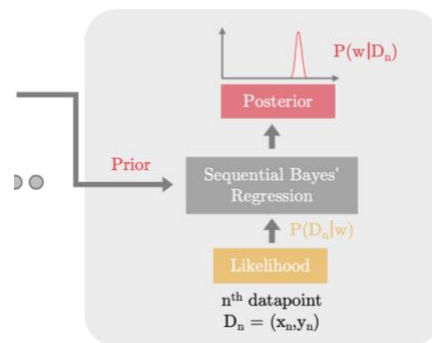 P(w|Dₙ)
Posterior
Prior
Sequential Bayes'
Regression
P(Dₙ|w)
Likelihood
nᵗʰ datapoint
Dₙ = (xₙ,yₙ)